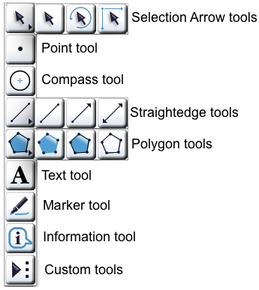 Selection Arrow tools
Point tool
Compass tool
Straightedge tools
Polygon tools
A Text tool
Marker tool
i Information tool
Custom tools